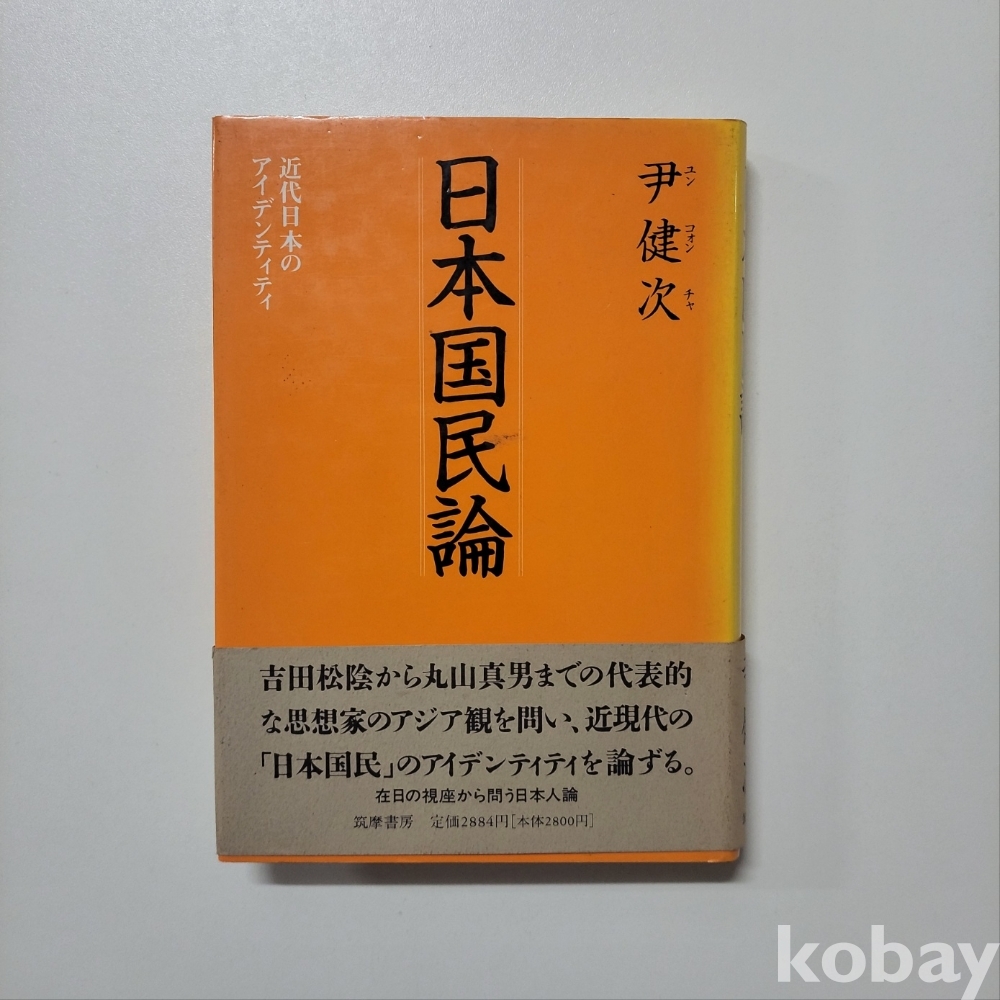 尹健次
ユン コォン チャ
日本国民論
近代日本の
アイデンティティ
吉田松陰から丸山真男までの代表的
な思想家のアジア観を問い、近現代の
「日本国民」のアイデンティティを論ずる。
在日の視座から問う日本人論
筑摩書房 定価2884円[本体2800円]
kobay